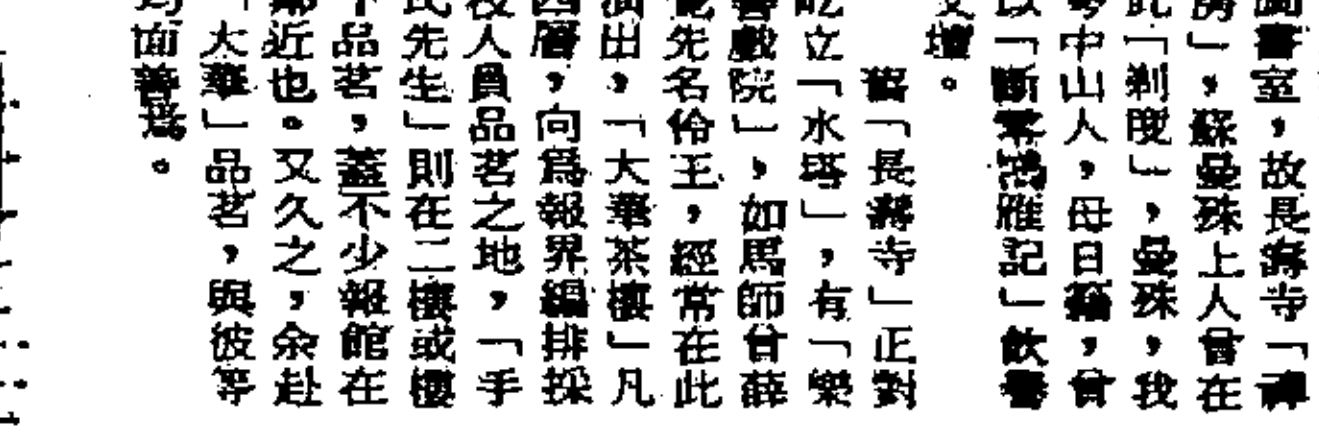 圖書室，故長壽寺「禪
房」，蘇曼殊上人曾在
此「剃度」，曼殊，我
粵中山人，母日籍，曾
以「斷零鴻雁記」飲譽
文壇。
舊「長壽寺」正對
屹立「水塔」，有「樂
善戲院」，如馬師曾薛
覺先名伶王，經常在此
演出，「大華茶樓」凡
四層，向爲報界編排採
校人員品茗之地，「手
民先生」則在二樓或樓
下品茗，蓋不少報館在
鄰近也。又久之，余赴
「大華」品茗，與彼等
均面善焉。